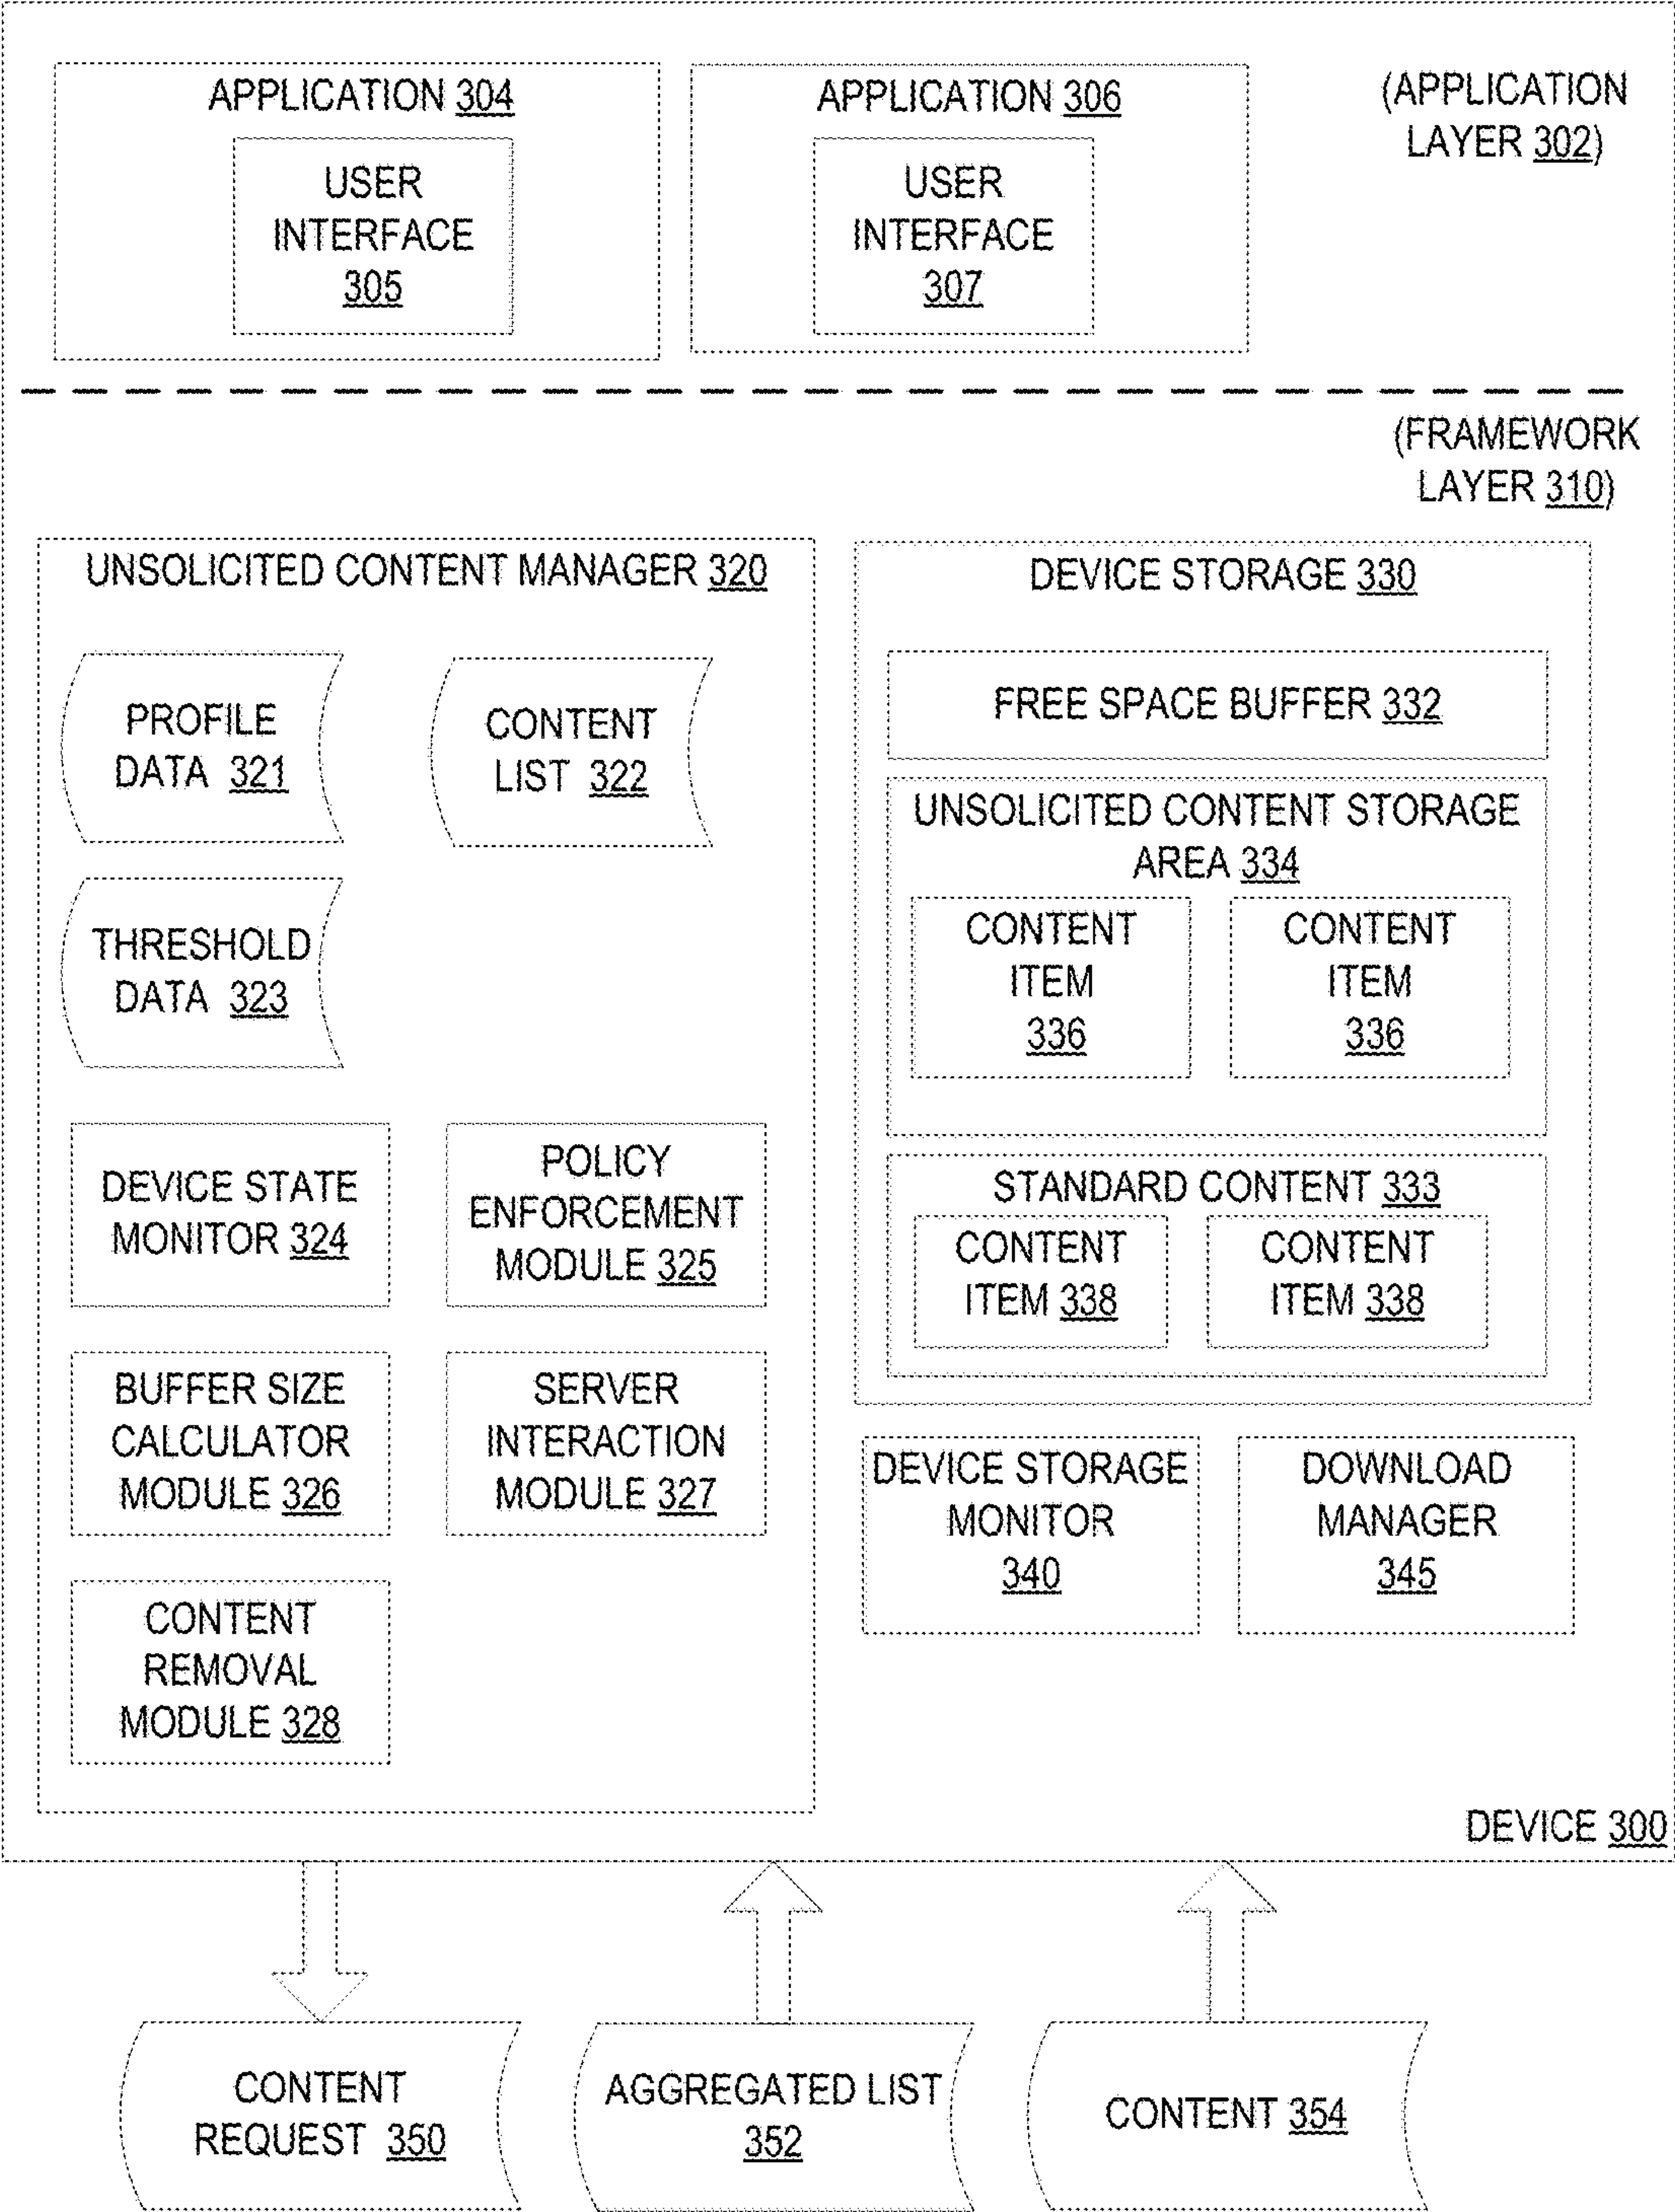 APPLICATION 304
USER
INTERFACE
305
APPLICATION 306
USER
INTERFACE
307
(APPLICATION
LAYER 302)
(FRAMEWORK
LAYER 310)
UNSOLICITED CONTENT MANAGER 320
PROFILE
DATA 321
CONTENT
LIST 322
THRESHOLD
DATA 323
DEVICE STATE
MONITOR 324
POLICY
ENFORCEMENT
MODULE 325
BUFFER SIZE
CALCULATOR
MODULE 326
SERVER
INTERACTION
MODULE 327
CONTENT
REMOVAL
MODULE 328
DEVICE STORAGE 330
FREE SPACE BUFFER 332
UNSOLICITED CONTENT STORAGE
AREA 334
CONTENT
ITEM
336
CONTENT
ITEM
336
STANDARD CONTENT 333
CONTENT
ITEM 338
CONTENT
ITEM 338
DEVICE STORAGE
MONITOR
340
DOWNLOAD
MANAGER
345
DEVICE 300
CONTENT
REQUEST 350
AGGREGATED LIST
352
CONTENT 354